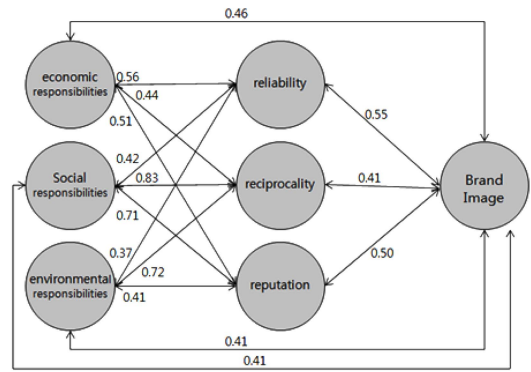 0.46
economic
responsibilities
0.56
0.44
0.51
reliability
0.55
Social
responsibilities
0.42
0.83
0.71
reciprocality
0.41
Brand
Image
environmental
responsibilities
0.37
0.72
0.41
reputation
0.50
0.41
0.41